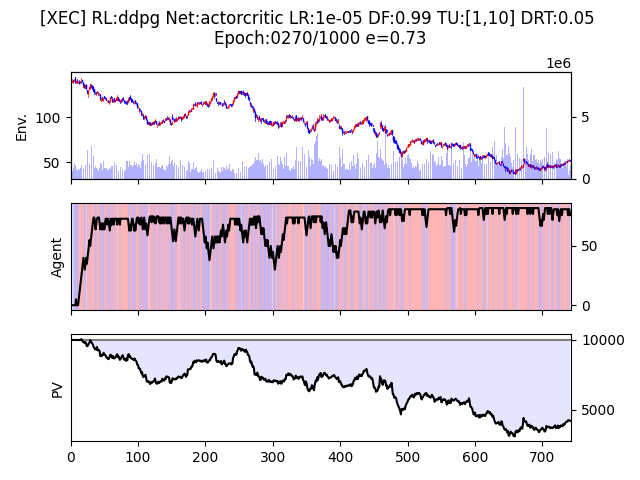 [XEC] RL:ddpg Net:actorcritic LR:1e-05 DF:0.99 TU:[1,10] DRT:0.05
Epoch:0270/1000 e=0.73
1e6
Env.
100
50
5
0
Agent
50
0
PV
10000
5000
0 100 200 300 400 500 600 700